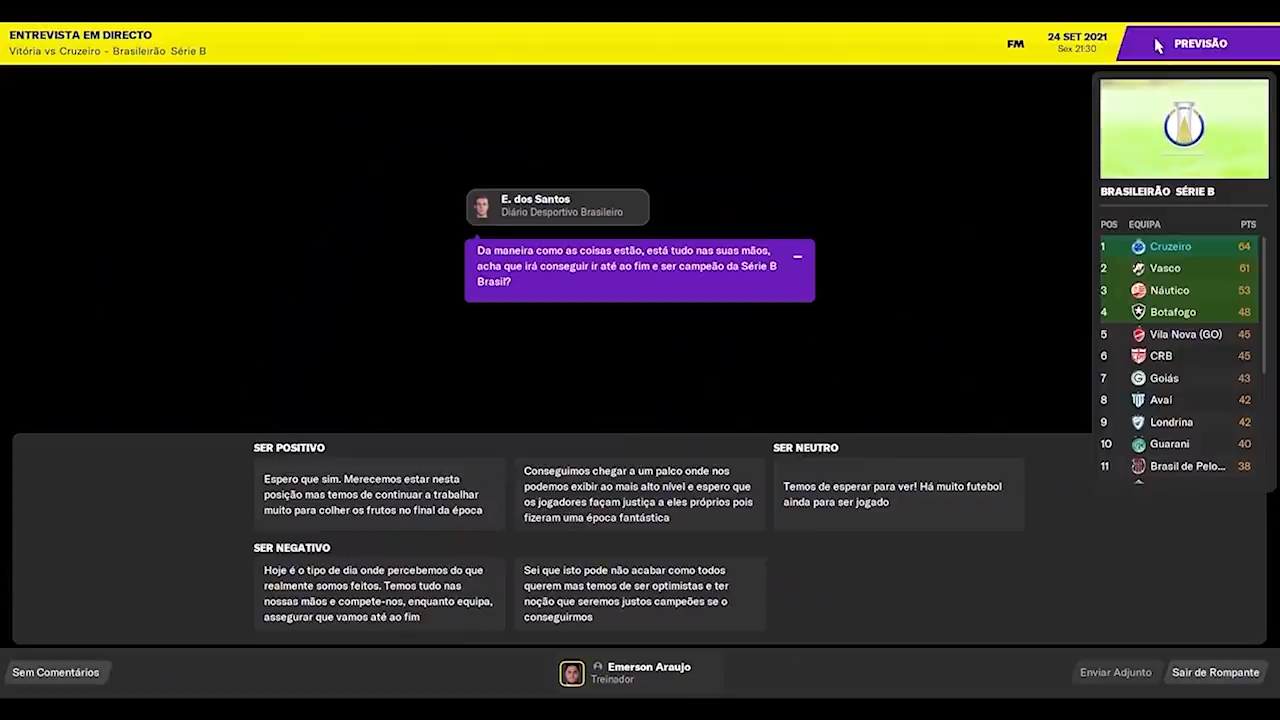 ENTREVISTA EM DIRECTO
Vitória vs Cruzeiro - Brasileirão Série B
FM
24 SET 2021
Sex 21:30
PREVISÃO
E. dos Santos
Diário Desportivo Brasileiro
Da maneira como as coisas estão, está tudo nas suas mãos,
acha que irá conseguir ir até ao fim e ser campeão da Série B
Brasil?
BRASILEIRÃO SÉRIE B
POS EQUIPA PTS
1 Cruzeiro 64
2 Vasco 61
3 Náutico 53
4 Botafogo 48
5 Vila Nova (GO) 45
6 CRB 45
7 Goiás 43
8 Avaí 42
9 Londrina 42
10 Guarani 40
11 Brasil de Pelo... 38
SER POSITIVO
Espero que sim. Merecemos estar nesta
posição mas temos de continuar a trabalhar
muito para colher os frutos no final da época
Conseguimos chegar a um palco onde nos
podemos exibir ao mais alto nível e espero que
os jogadores façam justiça a eles próprios pois
fizeram uma época fantástica
SER NEUTRO
Temos de esperar para ver! Há muito futebol
ainda para ser jogado
SER NEGATIVO
Hoje é o tipo de dia onde percebemos do que
realmente somos feitos. Temos tudo nas
nossas mãos e compete-nos, enquanto equipa,
assegurar que vamos até ao fim
Sei que isto pode não acabar como todos
querem mas temos de ser optimistas e ter
noção que seremos justos campeões se o
conseguirmos
Sem Comentários
Emerson Araujo
Treinador
Enviar Adjunto
Sair de Rompante